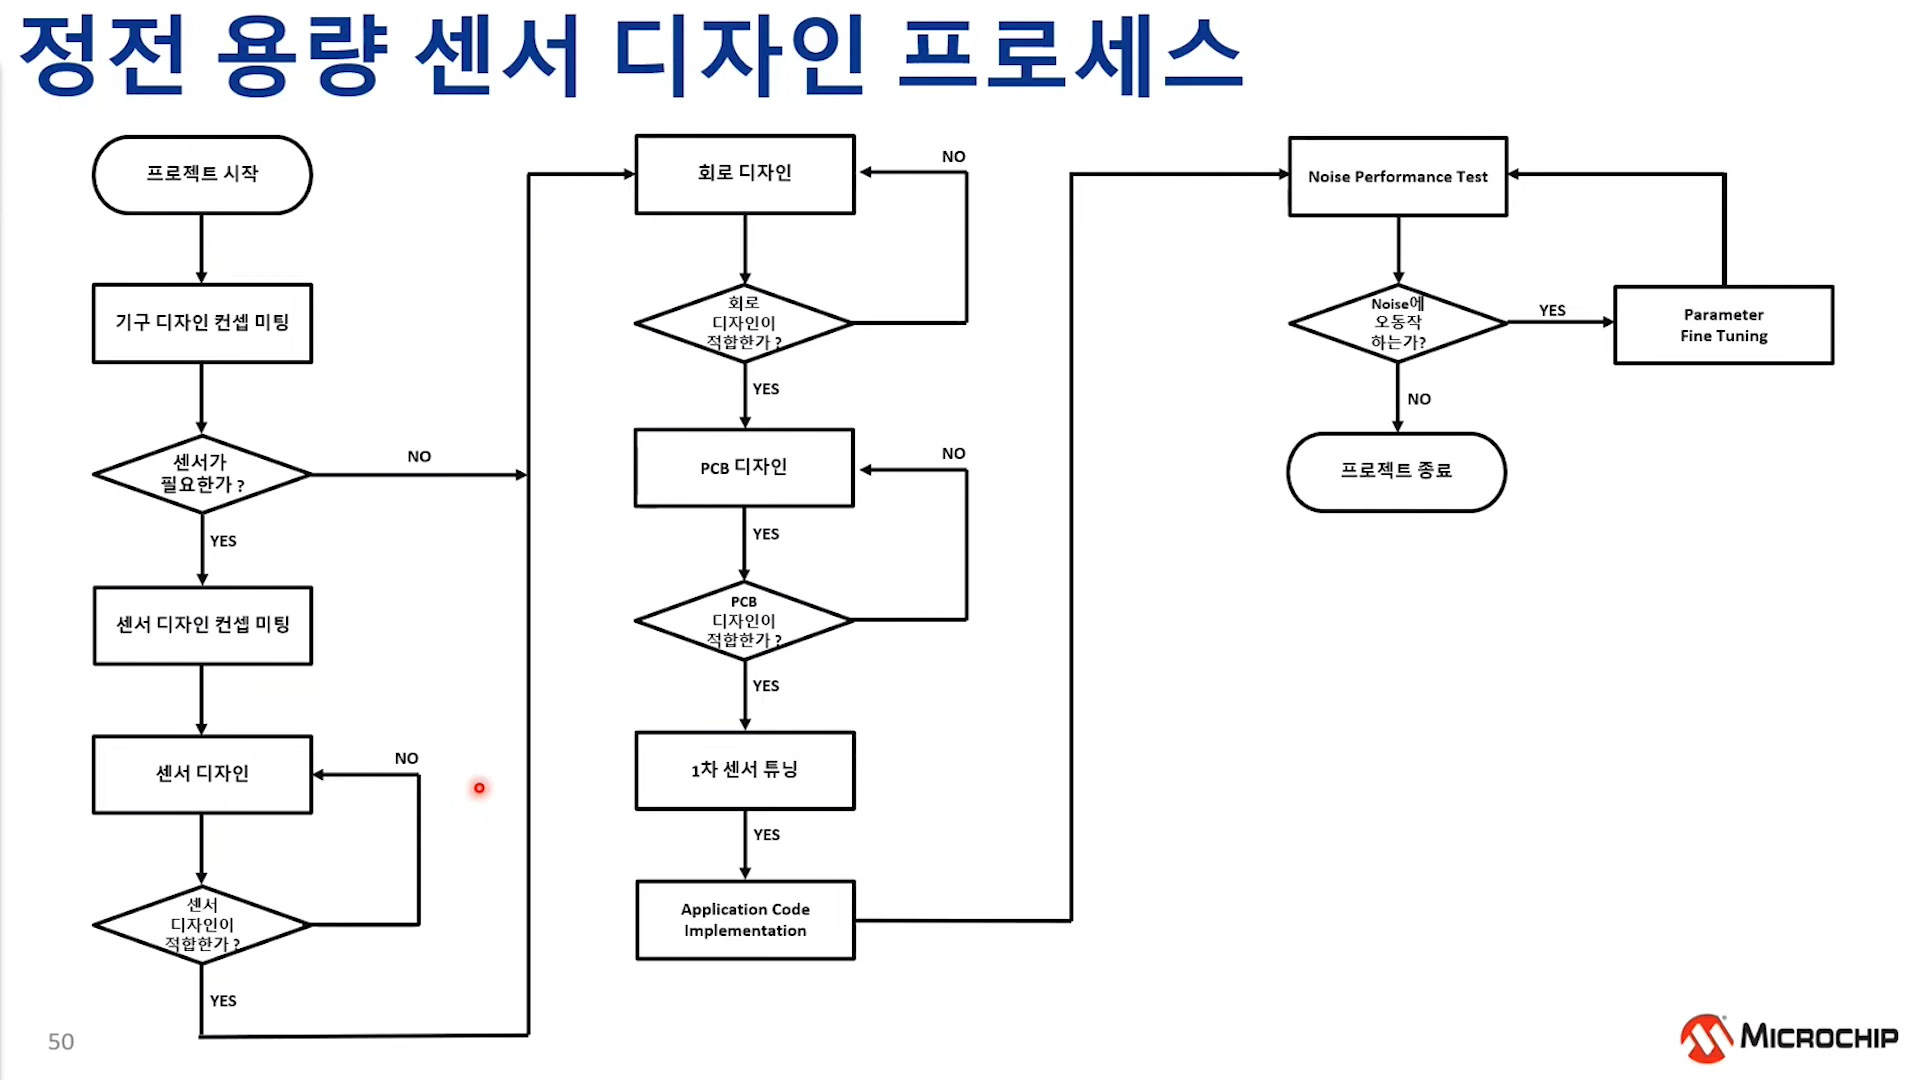 정전 용량 센서 디자인 프로세스
프로젝트 시작
기구 디자인 컨셉 미팅
센서가
필요한가 ?
NO
YES
센서 디자인 컨셉 미팅
센서 디자인
NO
센서
디자인이
적합한가 ?
YES
회로 디자인
NO
회로
디자인이
적합한가 ?
YES
PCB 디자인
NO
YES
PCB
디자인이
적합한가 ?
YES
1차 센서 튜닝
YES
Application Code
Implementation
Noise Performance Test
Noise에
오동작
하는가?
YES
Parameter
Fine Tuning
NO
프로젝트 종료
50
MICROCHIP